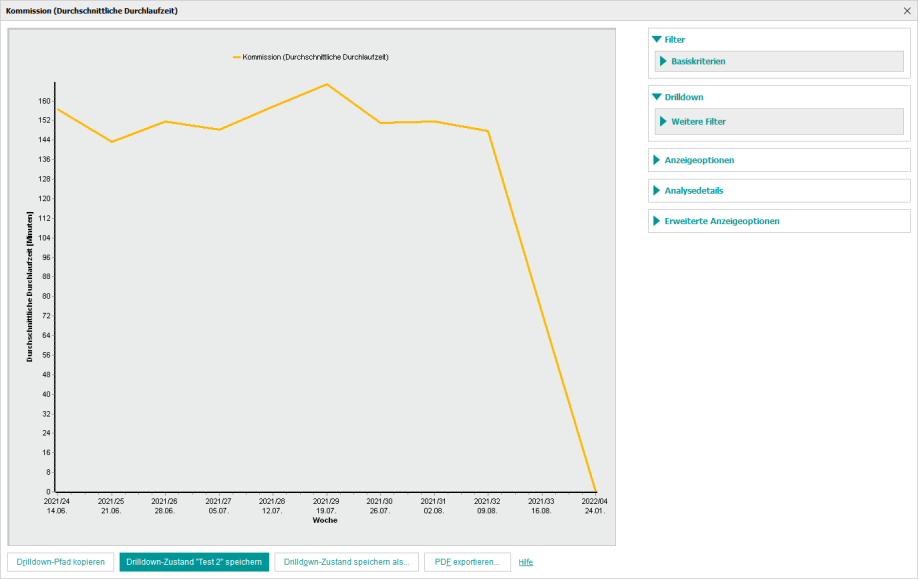 Kommission (Durchschnittliche Durchlaufzeit)
Kommission (Durchschnittliche Durchlaufzeit)
Durchschnittliche Durchlaufzeit [Minuten]
160
152
144
136
128
120
112
104
96
88
80
72
64
56
48
40
32
24
16
8
0
2021/24 2021/25 2021/26 2021/27 2021/28 2021/29 2021/30 2021/31 2021/32 2021/33 2022/04
14.06. 21.06. 28.06. 05.07. 12.07. 19.07. 26.07. 02.08. 09.08. 16.08. 24.01.
Woche
Filter
Basiskriterien
Drilldown
Weitere Filter
Anzeigeoptionen
Analysedetails
Erweiterte Anzeigeoptionen
Drilldown-Pfad kopieren
Drilldown-Zustand "Test 2" speichern
Drilldown-Zustand speichern als...
PDF exportieren...
Hilfe